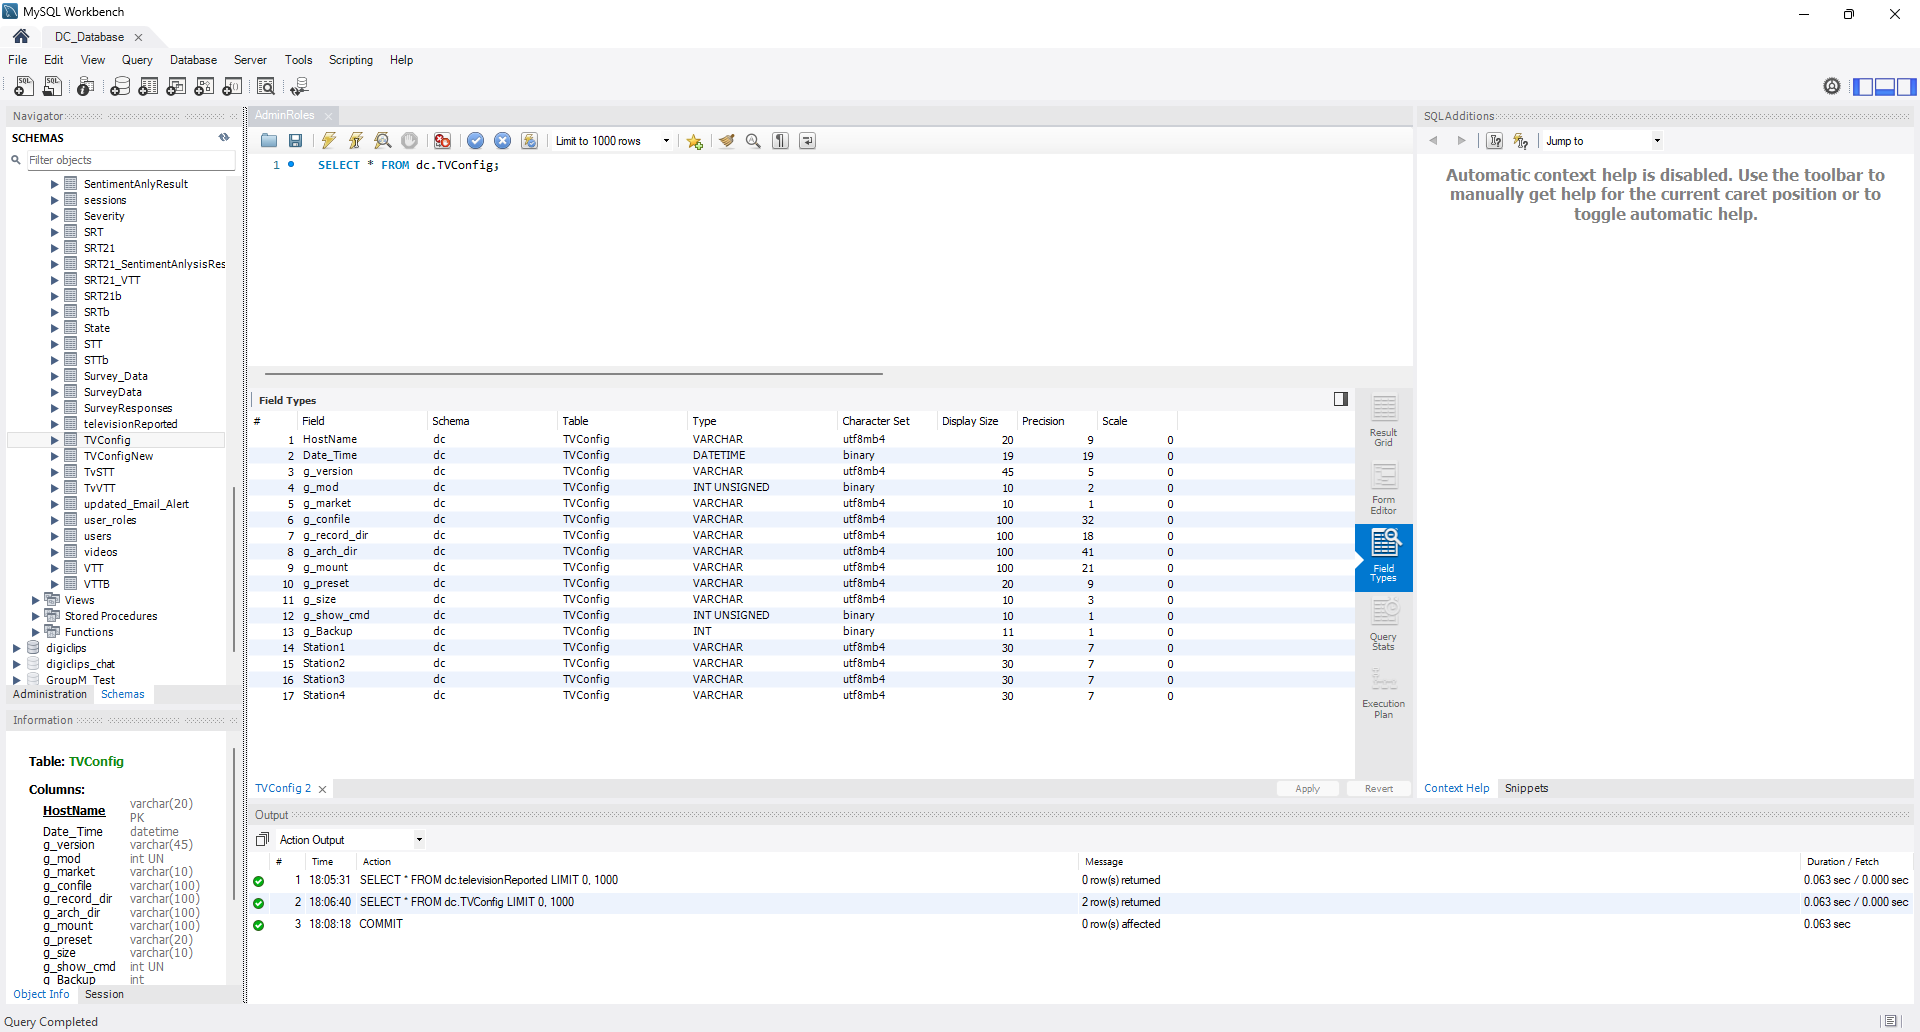 MySQL Workbench
DC_Database
File Edit View Query Database Server Tools Scripting Help
Navigator
SCHEMAS
Filter objects
SentimentAnlyResult
sessions
Severity
SRT
SRT21
SRT21_SentimentAnlysisRes
SRT21_VTT
SRT21b
SRTb
State
STT
STTb
Survey_Data
SurveyData
SurveyResponses
televisionReported
TVConfig
TVConfigNew
TvSTT
TvVTT
updated_Email_Alert
user_roles
users
videos
VTT
VTTB
Views
Stored Procedures
Functions
digiclips
digiclips_chat
GroupM_Test
Administration Schemas
Information
Table: TVConfig
Columns:
HostName varchar(20) PK
Date_Time datetime
g_version varchar(45)
g_mod int UN
g_market varchar(10)
g_confile varchar(100)
g_record_dir varchar(100)
g_arch_dir varchar(100)
g_mount varchar(100)
g_preset varchar(20)
g_size varchar(10)
g_show_cmd int UN
g_Backup int
Object Info Session
AdminRoles
Limit to 1000 rows
1 SELECT * FROM dc.TVConfig;
Field Types
# Field Schema Table Type Character Set Display Size Precision Scale
1 HostName dc TVConfig VARCHAR utf8mb4 20 9 0
2 Date_Time dc TVConfig DATETIME binary 19 19 0
3 g_version dc TVConfig VARCHAR utf8mb4 45 5 0
4 g_mod dc TVConfig INT UNSIGNED binary 10 2 0
5 g_market dc TVConfig VARCHAR utf8mb4 10 1 0
6 g_confile dc TVConfig VARCHAR utf8mb4 100 32 0
7 g_record_dir dc TVConfig VARCHAR utf8mb4 100 18 0
8 g_arch_dir dc TVConfig VARCHAR utf8mb4 100 41 0
9 g_mount dc TVConfig VARCHAR utf8mb4 100 21 0
10 g_preset dc TVConfig VARCHAR utf8mb4 20 9 0
11 g_size dc TVConfig VARCHAR utf8mb4 10 3 0
12 g_show_cmd dc TVConfig INT UNSIGNED binary 10 1 0
13 g_Backup dc TVConfig INT binary 11 1 0
14 Station1 dc TVConfig VARCHAR utf8mb4 30 7 0
15 Station2 dc TVConfig VARCHAR utf8mb4 30 7 0
16 Station3 dc TVConfig VARCHAR utf8mb4 30 7 0
17 Station4 dc TVConfig VARCHAR utf8mb4 30 7 0
Result Grid
Form Editor
Field Types
Query Stats
Execution Plan
TVConfig 2 Apply Revert
Output
Action Output
# Time Action Message Duration / Fetch
1 18:05:31 SELECT * FROM dc.televisionReported LIMIT 0, 1000 0 row(s) returned 0.063 sec / 0.000 sec
2 18:06:40 SELECT * FROM dc.TVConfig LIMIT 0, 1000 2 row(s) returned 0.063 sec / 0.000 sec
3 18:08:18 COMMIT 0 row(s) affected 0.063 sec
SQLAdditions
Jump to
Automatic context help is disabled. Use the toolbar to
manually get help for the current caret position or to
toggle automatic help.
Context Help Snippets
Query Completed